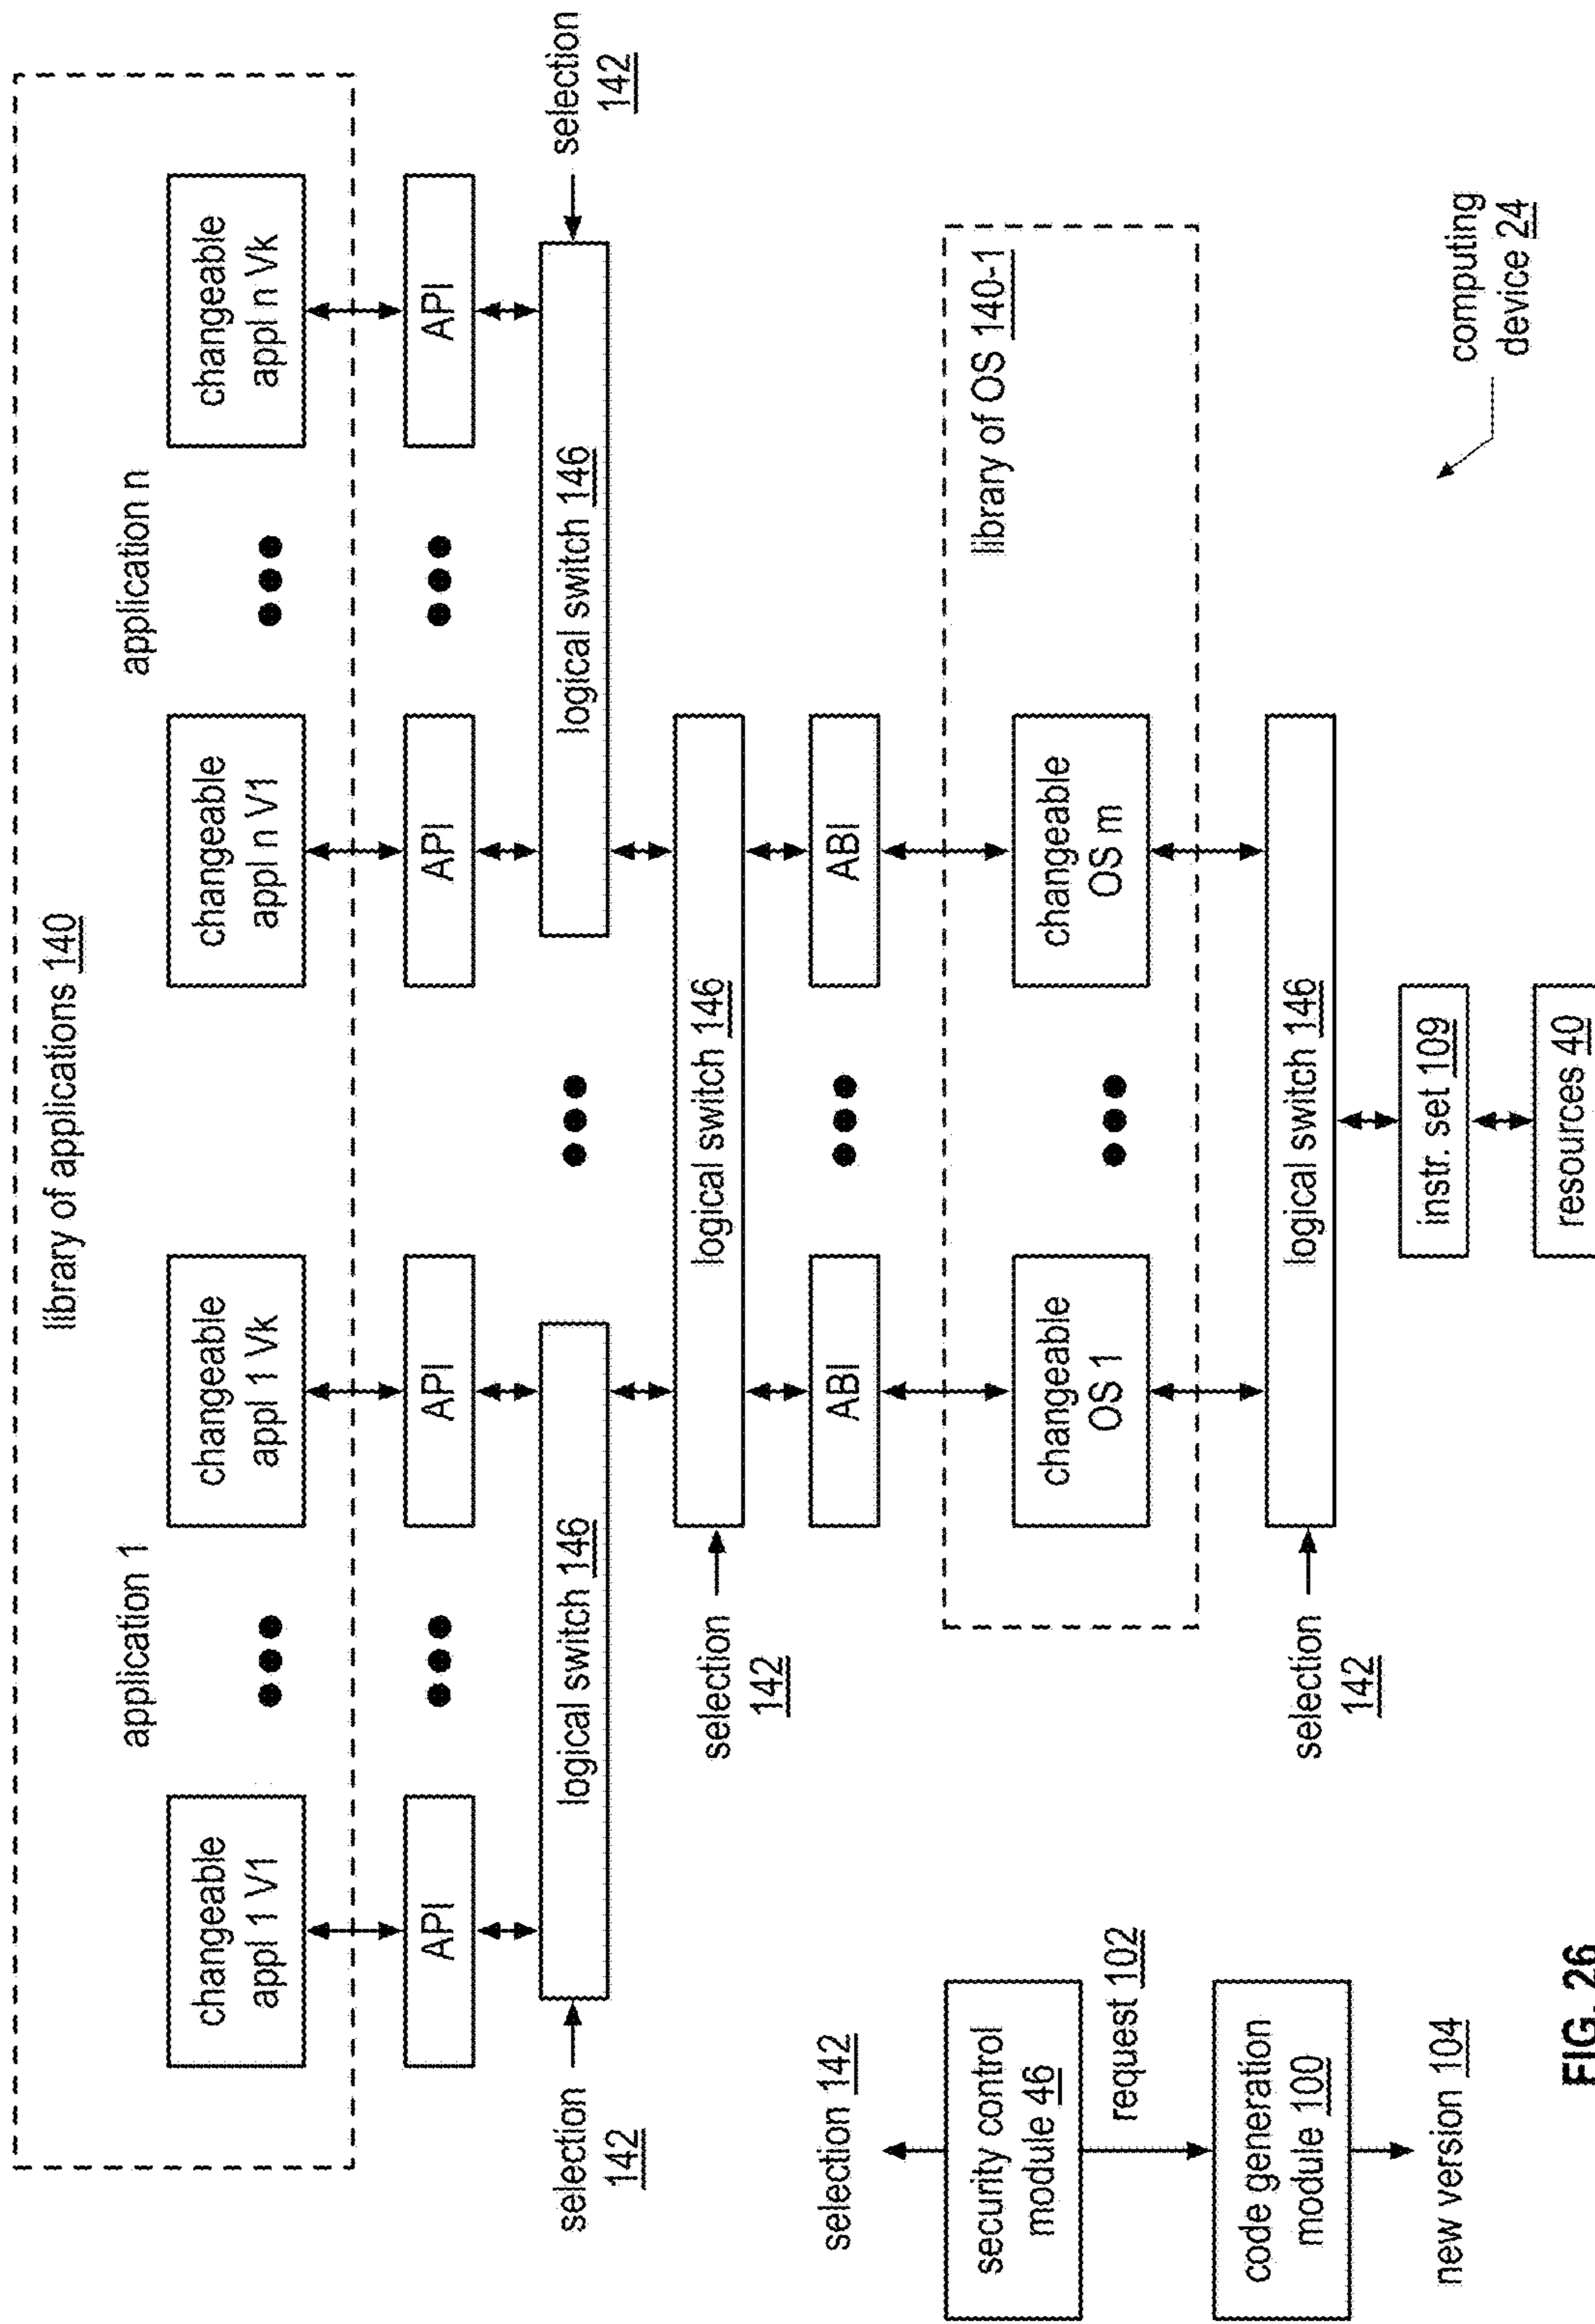 library of applications 140
application 1
application n
changeable
appl 1 V1
changeable
appl 1 Vk
changeable
appl n V1
changeable
appl n Vk
API
API
API
API
selection
142
logical switch 146
logical switch 146
selection
142
selection
142
logical switch 146
ABI
ABI
library of OS 140-1
changeable
OS 1
changeable
OS m
selection
142
logical switch 146
instr. set 109
resources 40
computing
device 24
selection 142
security control
module 46
request 102
code generation
module 100
new version 104
FIG. 26